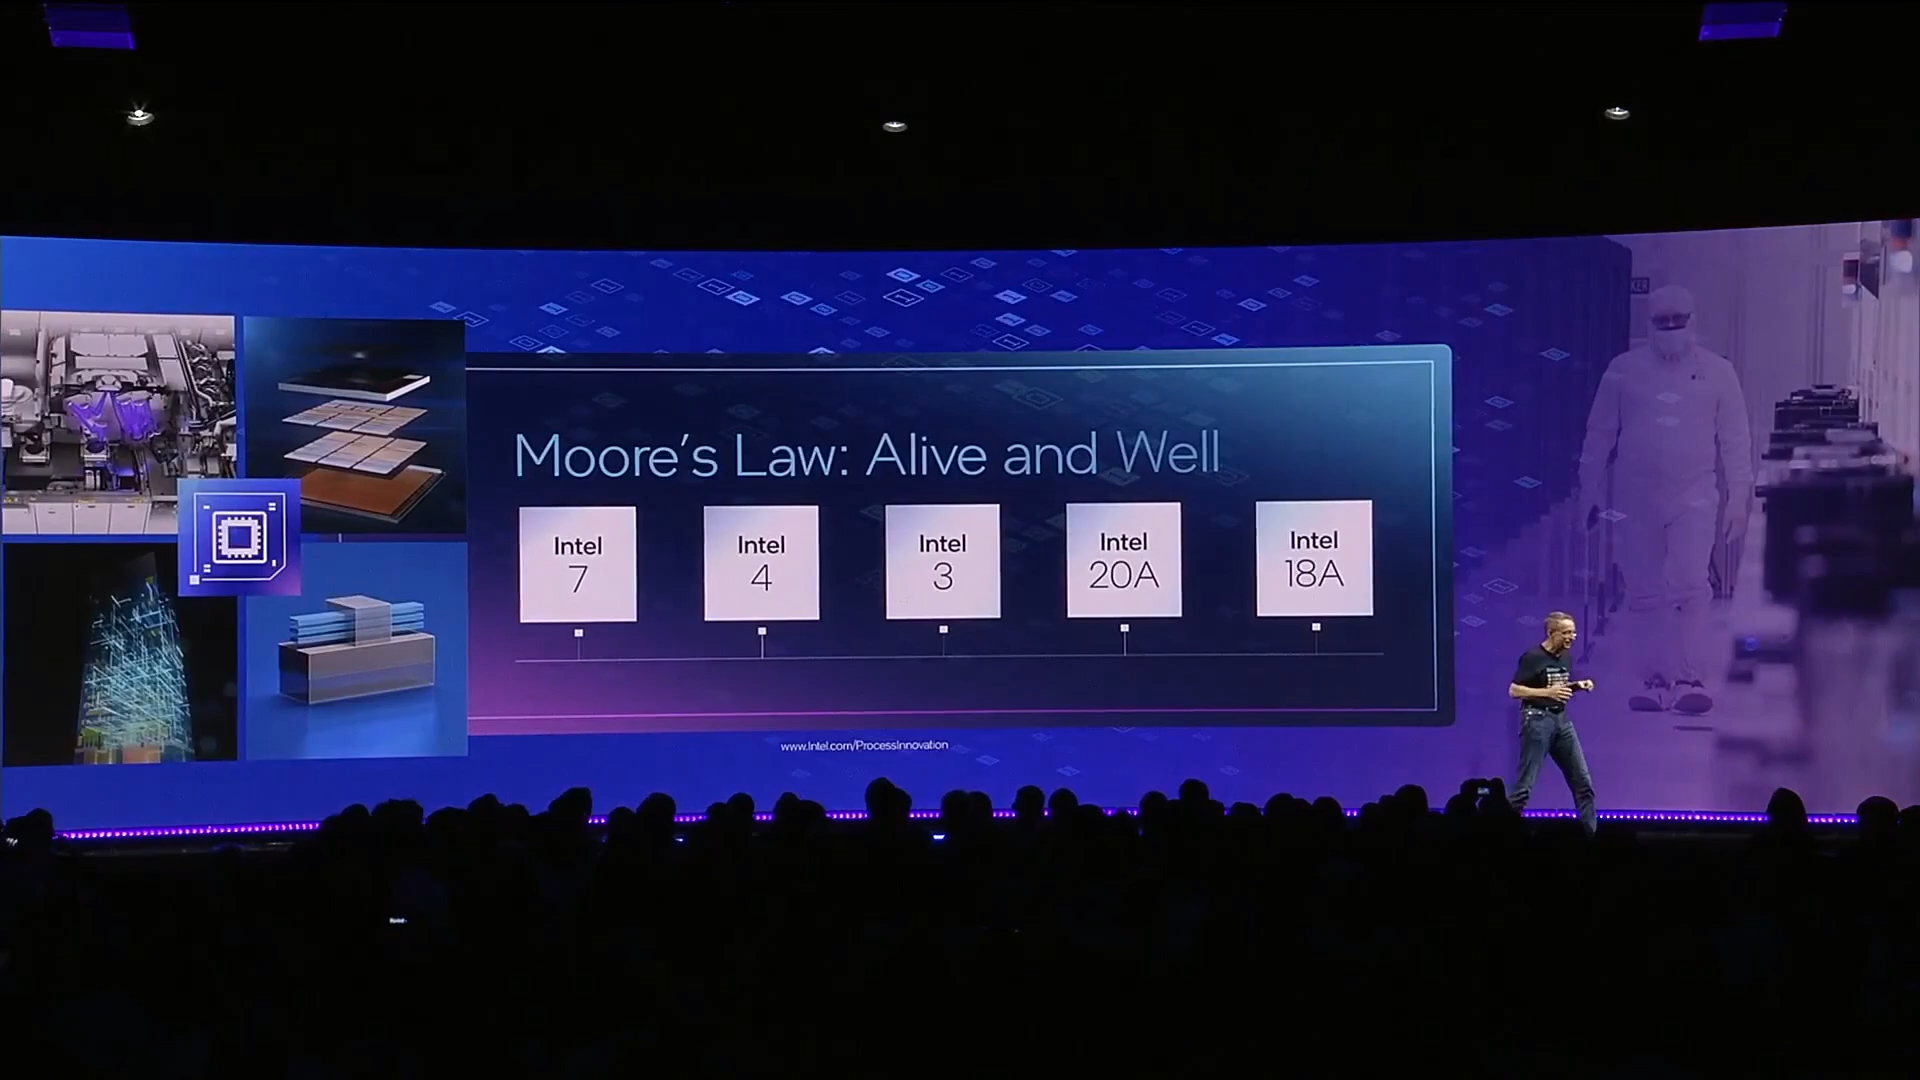 Moore's Law: Alive and Well
Intel
7
Intel
4
Intel
3
Intel
20A
Intel
18A
www.Intel.com/ProcessInnovation